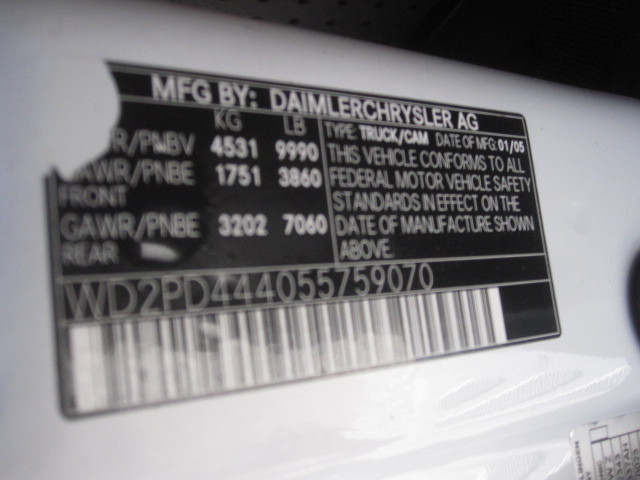 MFG BY: DAIMLERCHRYSLER AG
KG LB
R/PNBV 4531 9990
AWR/PNBE 1751 3860
FRONT
GAWR/PNBE 3202 7060
REAR
TYPE: TRUCK/CAM DATE OF MFG: 01/05
THIS VEHICLE CONFORMS TO ALL
FEDERAL MOTOR VEHICLE SAFETY
STANDARDS IN EFFECT ON THE
DATE OF MANUFACTURE SHOWN
ABOVE.
WD2PD444055759070